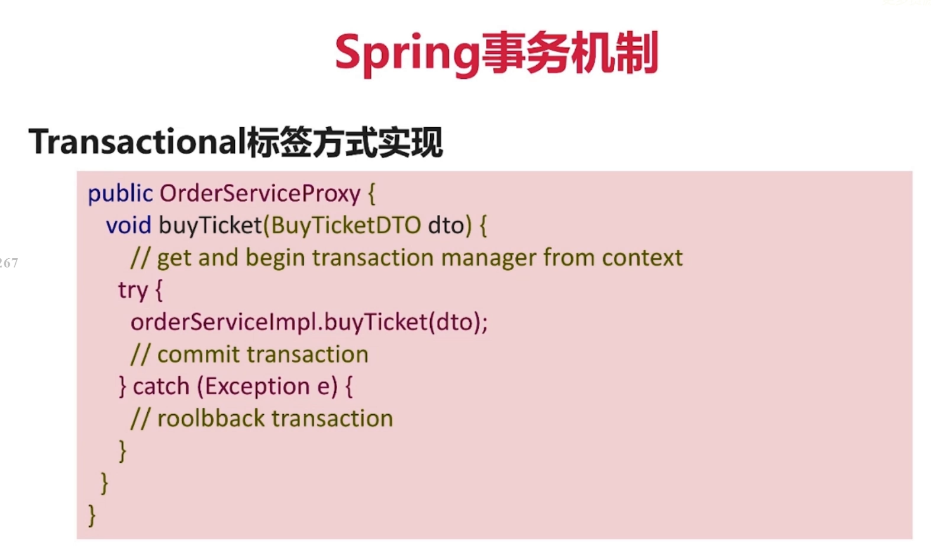 Spring事务机制
Transactional标签方式实现
public OrderServiceProxy {
void buyTicket(BuyTicketDTO dto) {
// get and begin transaction manager from context
try {
orderServiceImpl.buyTicket(dto);
// commit transaction
} catch (Exception e) {
// roolbback transaction
}
}
}
267